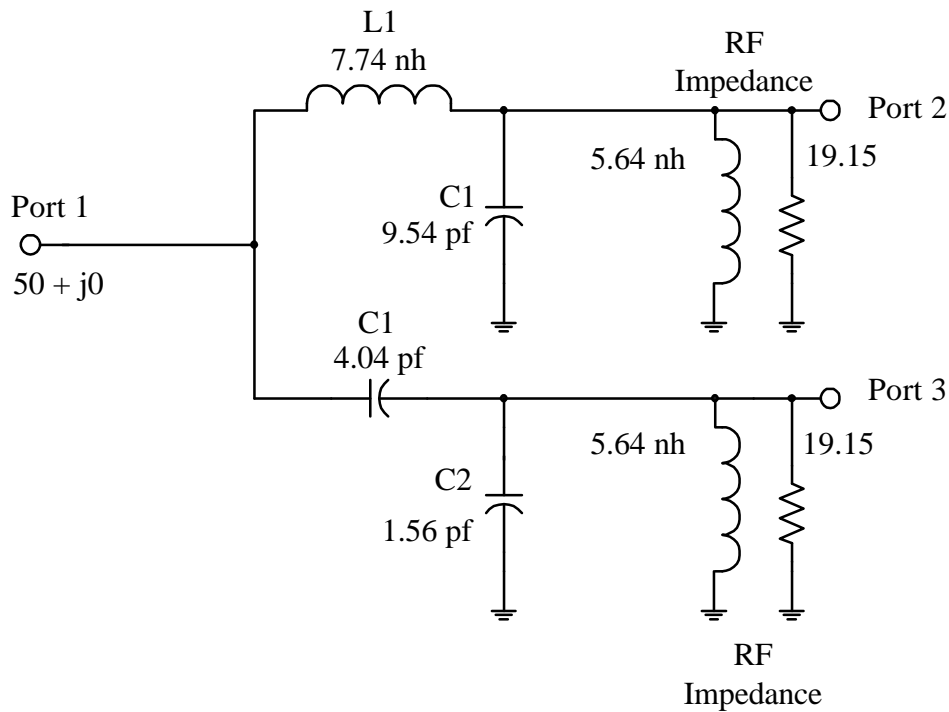 L1
7.74 nh
RF
Impedance
Port 2
5.64 nh
19.15
C1
9.54 pf
Port 1
50 + j0
C1
4.04 pf
Port 3
5.64 nh
19.15
C2
1.56 pf
RF
Impedance